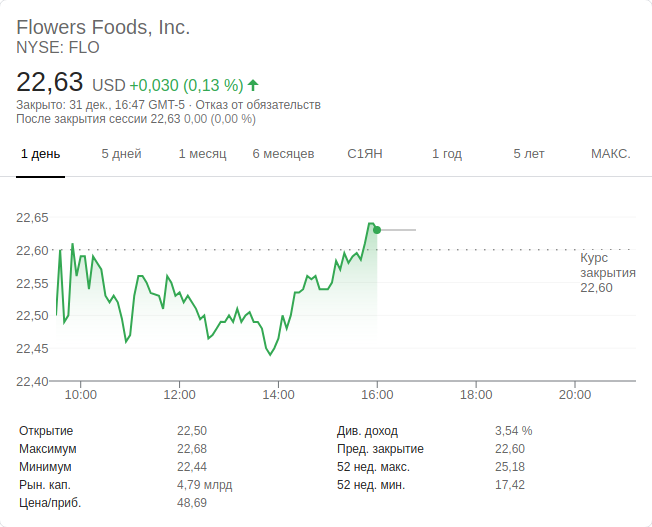 Flowers Foods, Inc.
NYSE: FLO
22,63 USD +0,030 (0,13 %)
Закрыто: 31 дек., 16:47 GMT-5 · Отказ от обязательств
После закрытия сессии 22,63 0,00 (0,00 %)
1 день 5 дней 1 месяц 6 месяцев С1ЯН 1 год 5 лет МАКС.
22,65
22,60
22,55
22,50
22,45
22,40
Курс
закрытия
22,60
10:00 12:00 14:00 16:00 18:00 20:00
Открытие 22,50 Див. доход 3,54 %
Максимум 22,68 Пред. закрытие 22,60
Минимум 22,44 52 нед. макс. 25,18
Рын. кап. 4,79 млрд 52 нед. мин. 17,42
Цена/приб. 48,69